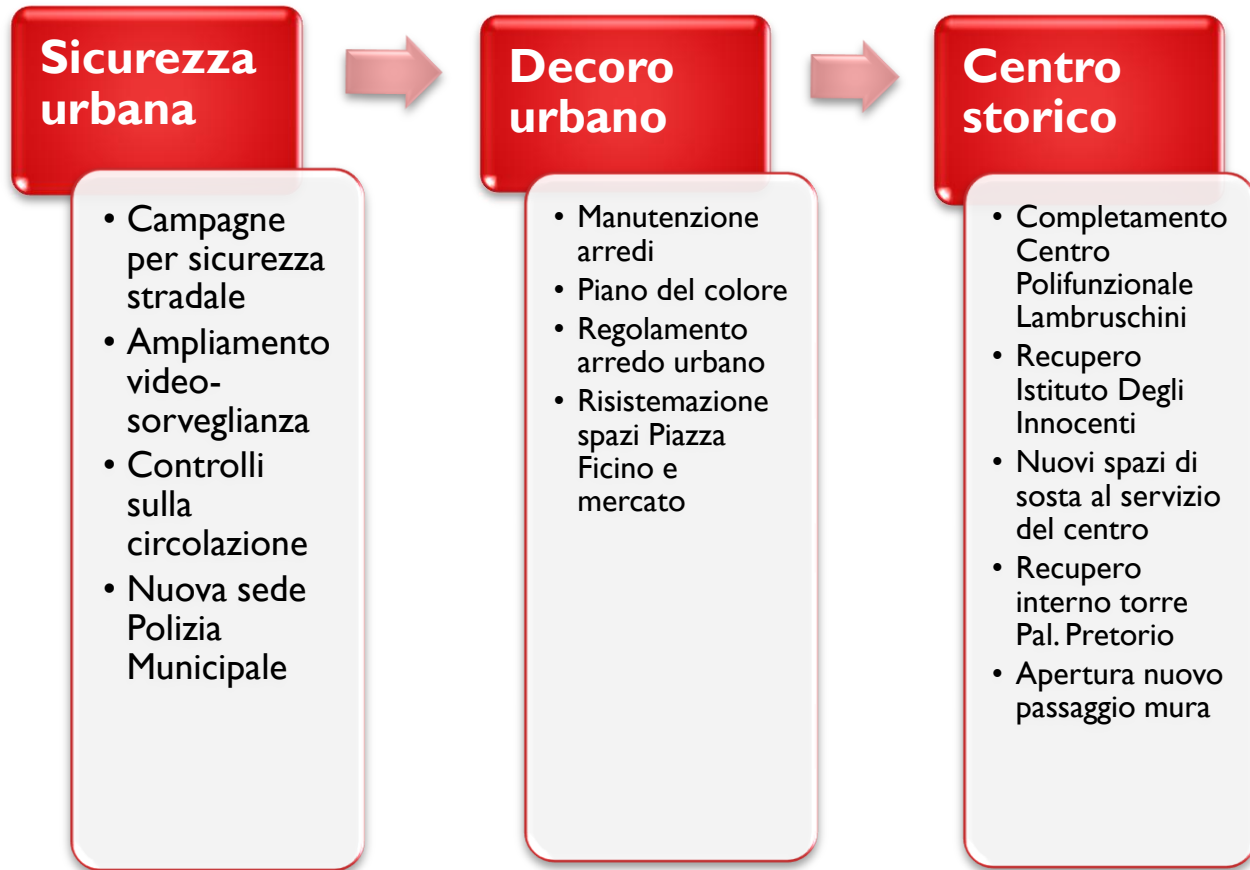 Sicurezza
urbana
• Campagne
per sicurezza
stradale
• Ampliamento
video-
sorveglianza
• Controlli
sulla
circolazione
• Nuova sede
Polizia
Municipale
Decoro
urbano
• Manutenzione
arredi
• Piano del colore
• Regolamento
arredo urbano
• Risistemazione
spazi Piazza
Ficino e
mercato
Centro
storico
• Completamento
Centro
Polifunzionale
Lambruschini
• Recupero
Istituto Degli
Innocenti
• Nuovi spazi di
sosta al servizio
del centro
• Recupero
interno torre
Pal. Pretorio
• Apertura nuovo
passaggio mura